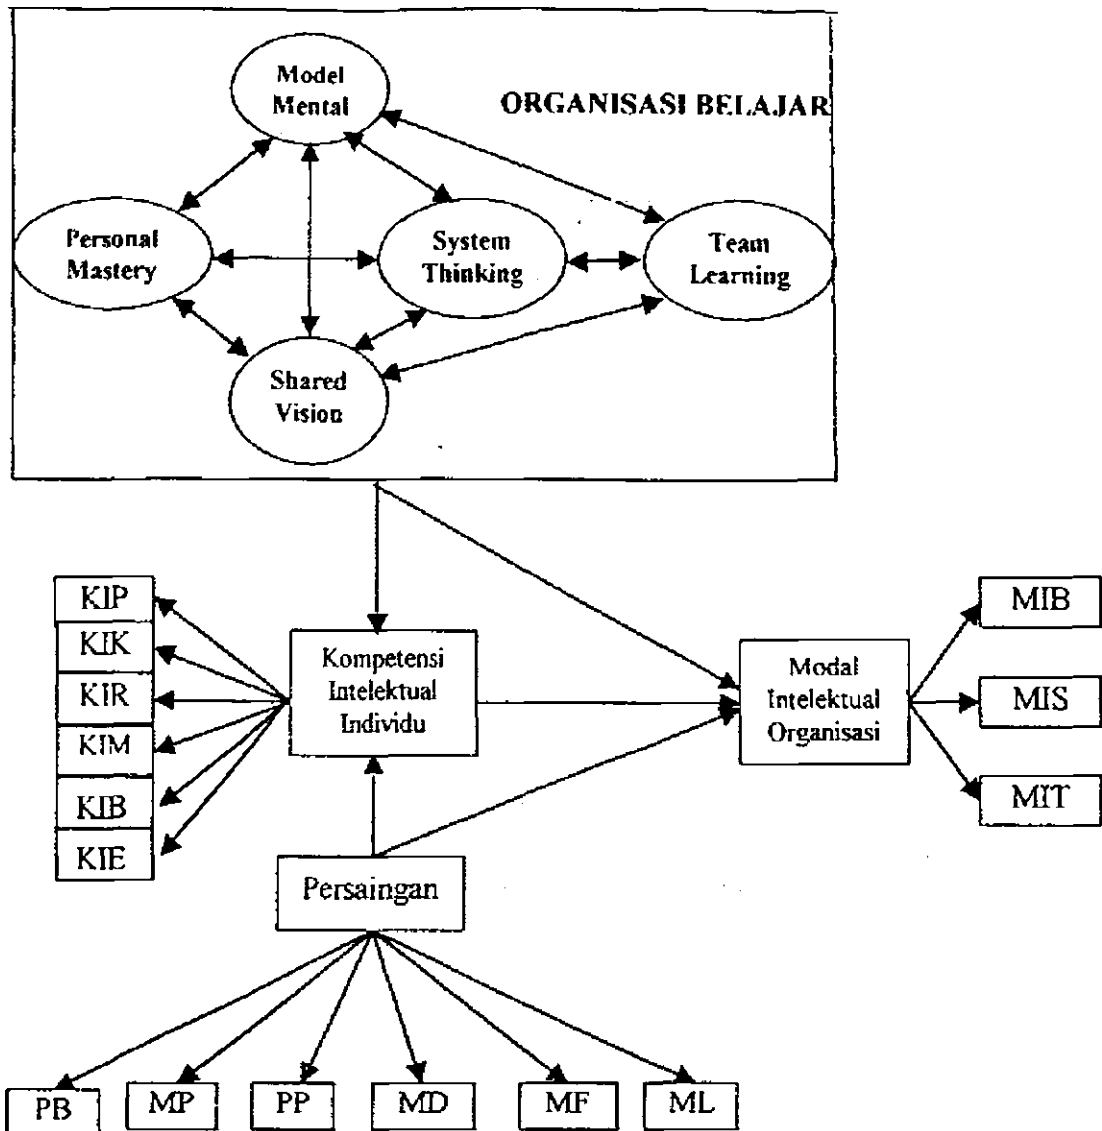 Model
Mental
ORGANISASI BELAJAR
Personal
Mastery
System
Thinking
Team
Learning
Shared
Vision
KIP
KIK
KIR
KIM
KIB
KIE
Kompetensi
Intelektual
Individu
Modal
Intelektual
Organisasi
MIB
MIS
MIT
Persaingan
PB
MP
PP
MD
MF
ML